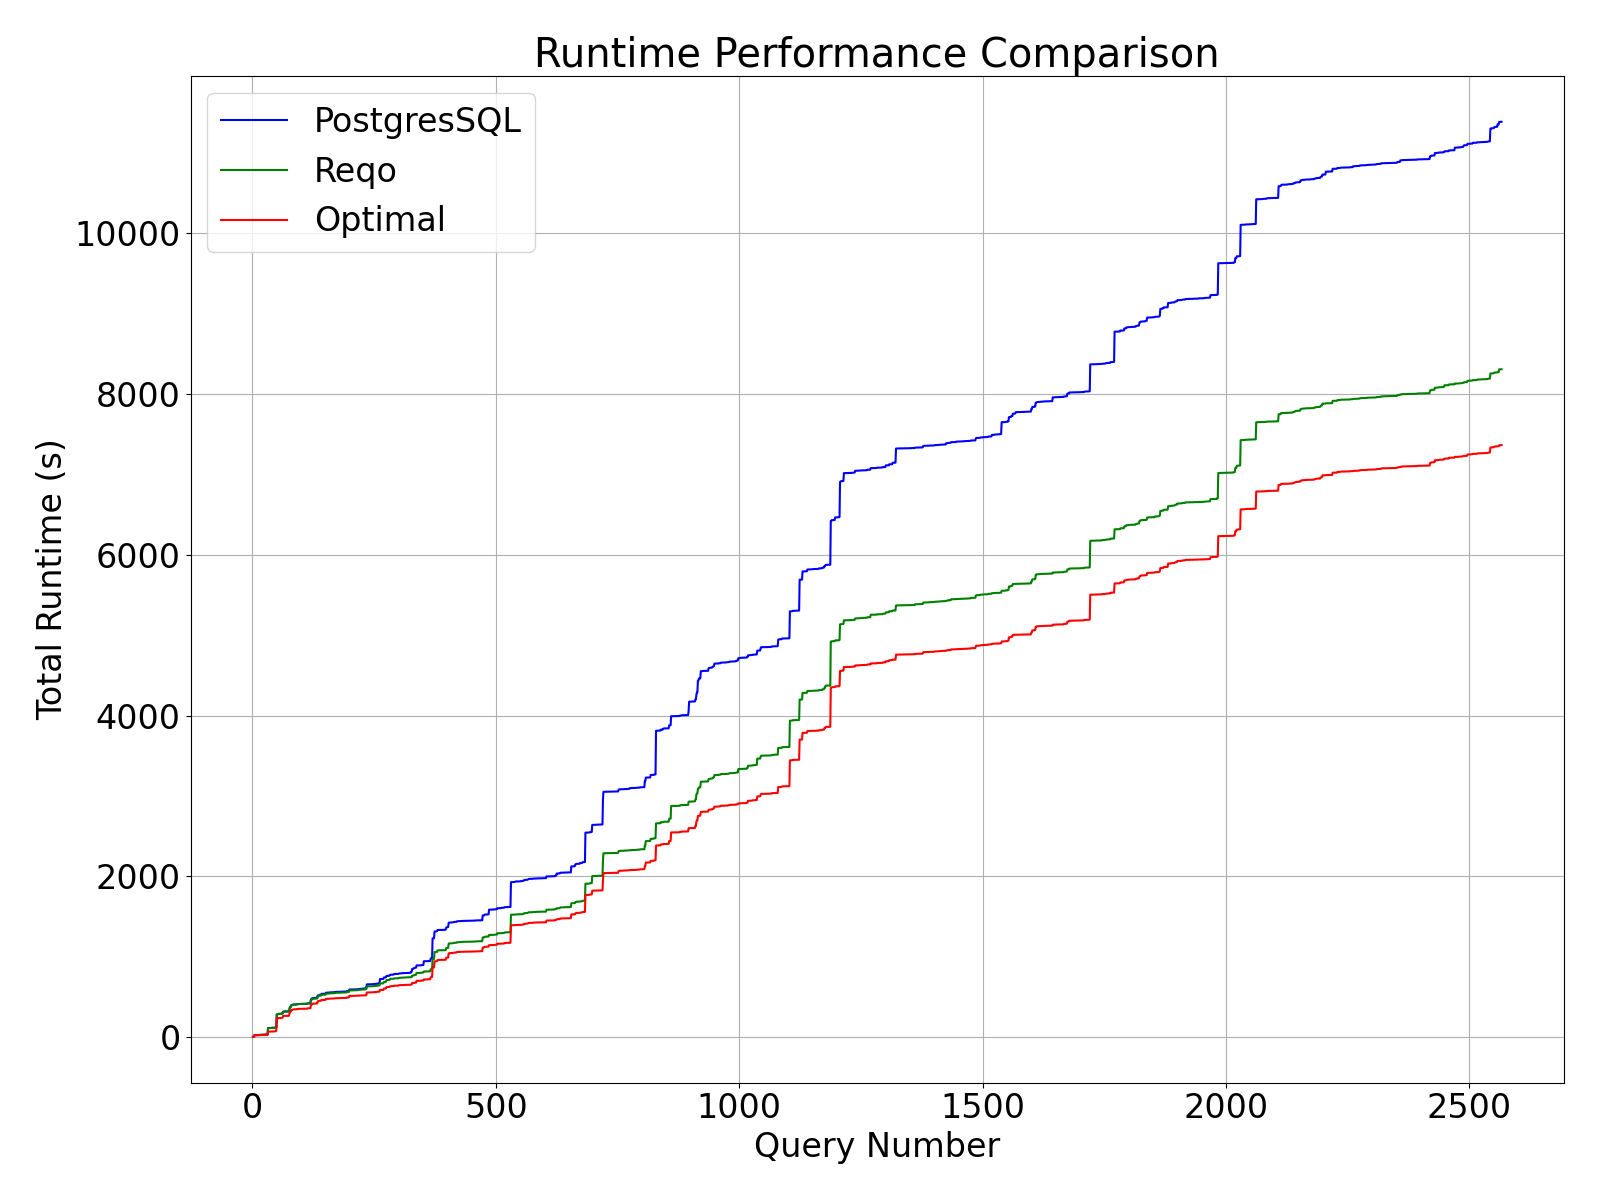 Runtime Performance Comparison
PostgresSQL
Reqo
Optimal
Total Runtime (s)
10000
8000
6000
4000
2000
0
0 500 1000 1500 2000 2500
Query Number